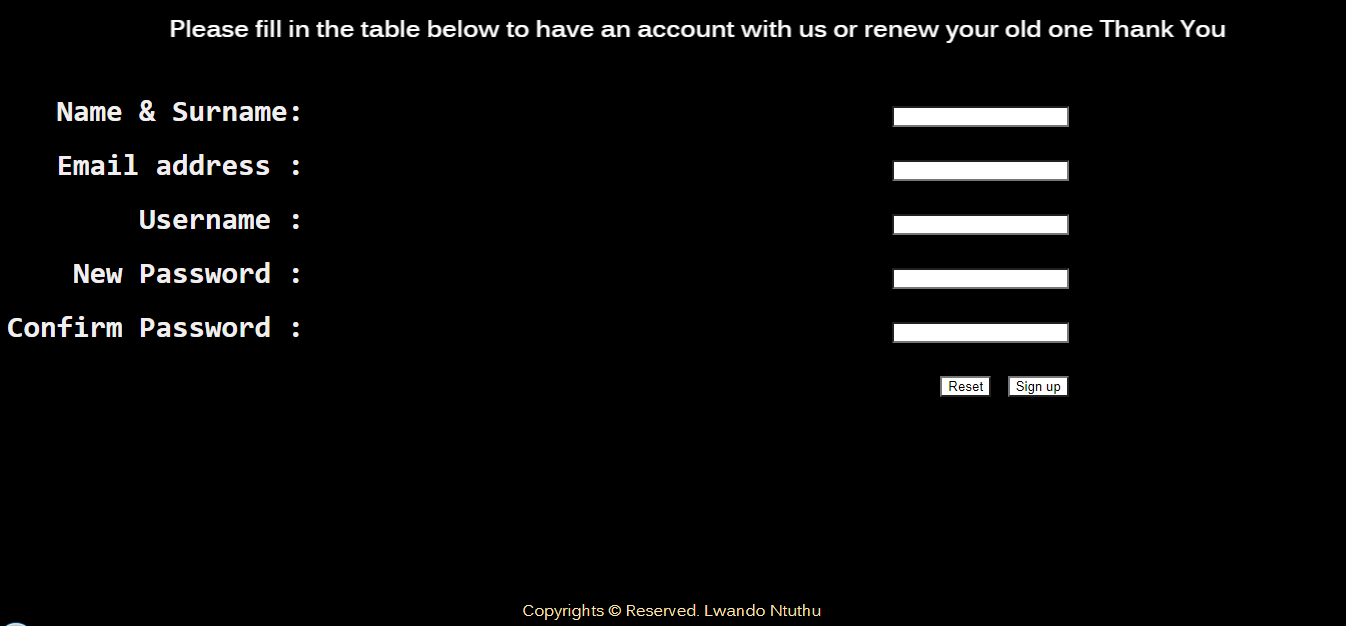 Please fill in the table below to have an account with us or renew your old one Thank You
Name & Surname:
Email address :
Username :
New Password :
Confirm Password :
Reset Sign up
Copyrights © Reserved. Lwando Ntuthu